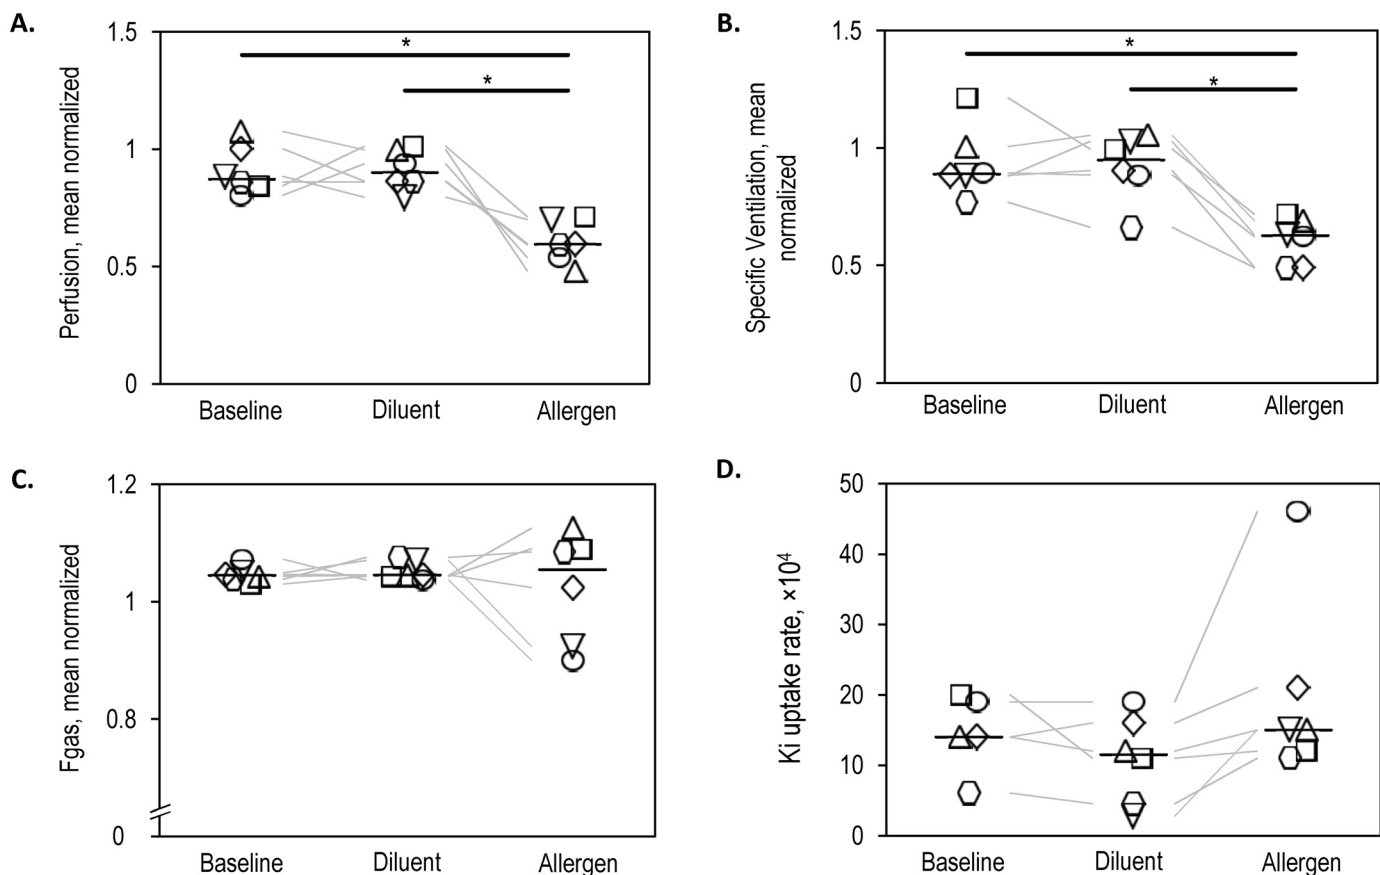 A.
Perfusion, mean normalized
1.5
1
0.5
0
*
*
Baseline
Diluent
Allergen
B.
Specific Ventilation, mean
normalized
1.5
1
0.5
0
*
*
Baseline
Diluent
Allergen
C.
Fgas, mean normalized
1.2
1
0.8
0
Baseline
Diluent
Allergen
D.
Ki uptake rate, ×10⁴
50
40
30
20
10
0
Baseline
Diluent
Allergen